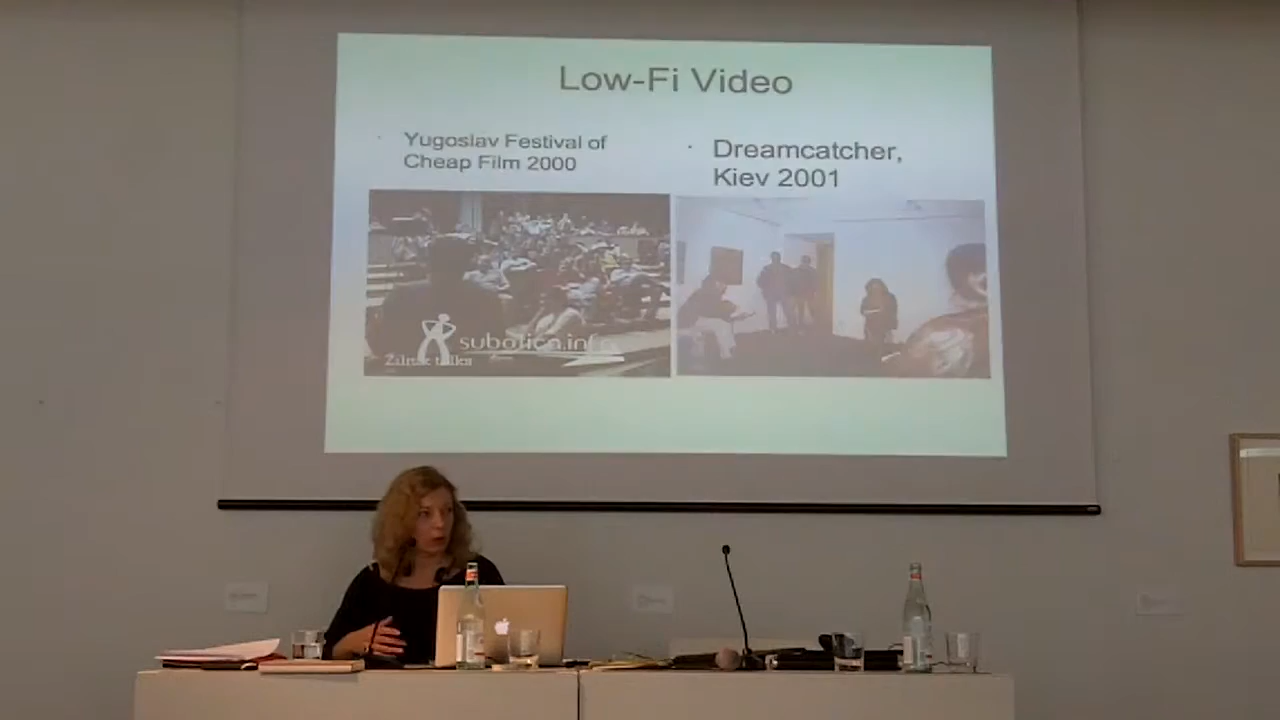 Low-Fi Video
Yugoslav Festival of
Cheap Film 2000
Dreamcatcher,
Kiev 2001
subotica.info